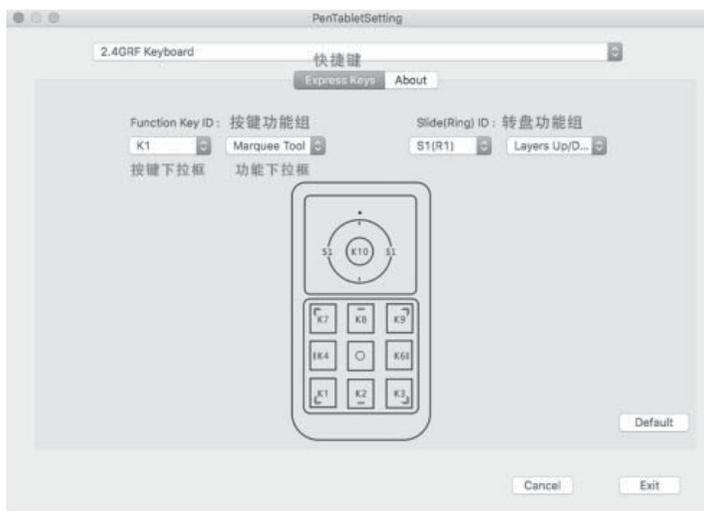 PenTabletSetting
2.4GRF Keyboard
快捷键
Express Keys About
Function Key ID : 按键功能组 Slide(Ring) ID : 转盘功能组
K1 Marquee Tool S1(R1) Layers Up/D...
按键下拉框 功能下拉框
S1 K10 S1
K7 K8 K9
K4 K6
K1 K2 K3
Default
Cancel Exit